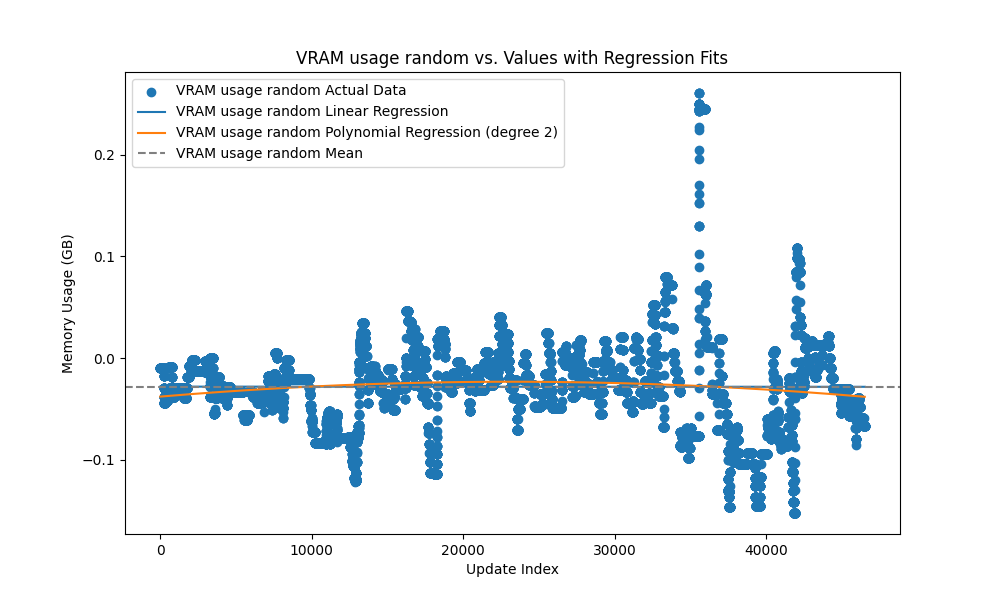 VRAM usage random vs. Values with Regression Fits
VRAM usage random Actual Data
VRAM usage random Linear Regression
VRAM usage random Polynomial Regression (degree 2)
VRAM usage random Mean
Memory Usage (GB)
0.2
0.1
0.0
−0.1
0
10000
20000
30000
40000
Update Index